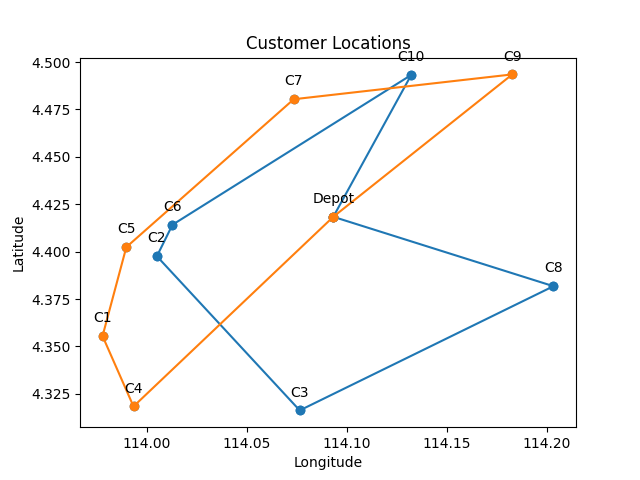 Customer Locations
C10
C9
C7
Depot
C6
C5
C2
C8
C1
C4
C3
4.500
4.475
4.450
4.425
4.400
4.375
4.350
4.325
Latitude
114.00
114.05
114.10
114.15
114.20
Longitude